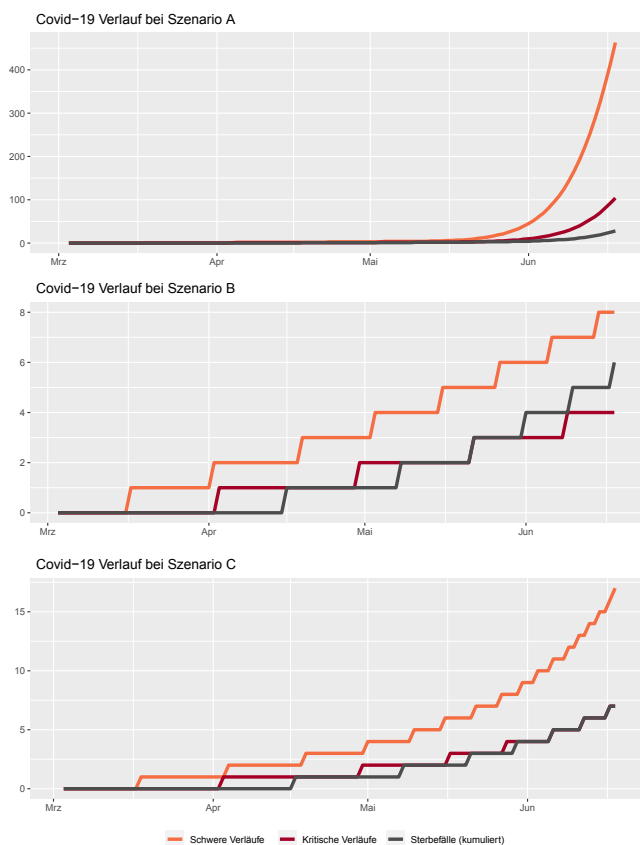 Covid−19 Verlauf bei Szenario A
400
300
200
100
0
Mrz Apr Mai Jun
Covid−19 Verlauf bei Szenario B
8
6
4
2
0
Mrz Apr Mai Jun
Covid−19 Verlauf bei Szenario C
15
10
5
0
Mrz Apr Mai Jun
Schwere Verläufe Kritische Verläufe Sterbefälle (kumuliert)